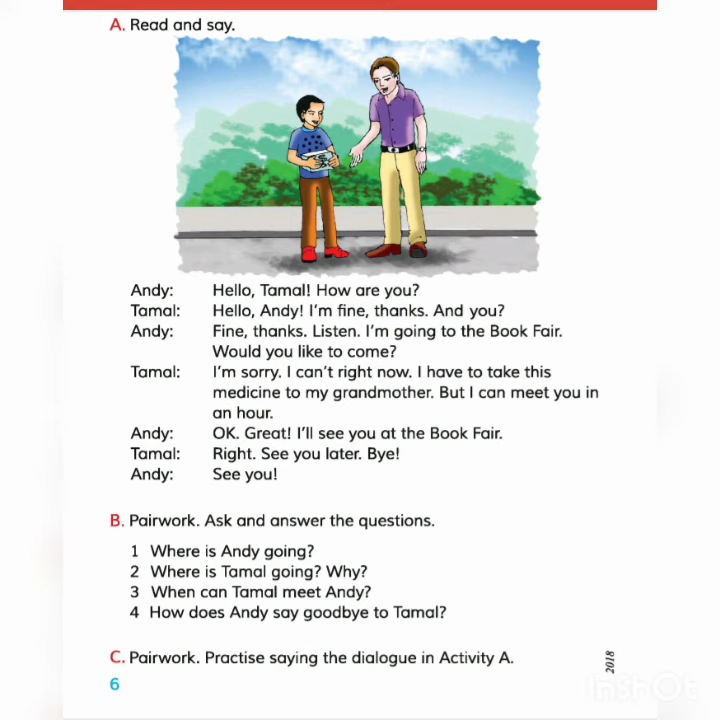 A. Read and say.
Andy: Hello, Tamal! How are you?
Tamal: Hello, Andy! I'm fine, thanks. And you?
Andy: Fine, thanks. Listen. I'm going to the Book Fair.
Would you like to come?
Tamal: I'm sorry. I can't right now. I have to take this
medicine to my grandmother. But I can meet you in
an hour.
Andy: OK. Great! I'll see you at the Book Fair.
Tamal: Right. See you later. Bye!
Andy: See you!
B. Pairwork. Ask and answer the questions.
1 Where is Andy going?
2 Where is Tamal going? Why?
3 When can Tamal meet Andy?
4 How does Andy say goodbye to Tamal?
C. Pairwork. Practise saying the dialogue in Activity A.
2018
6
InShOt